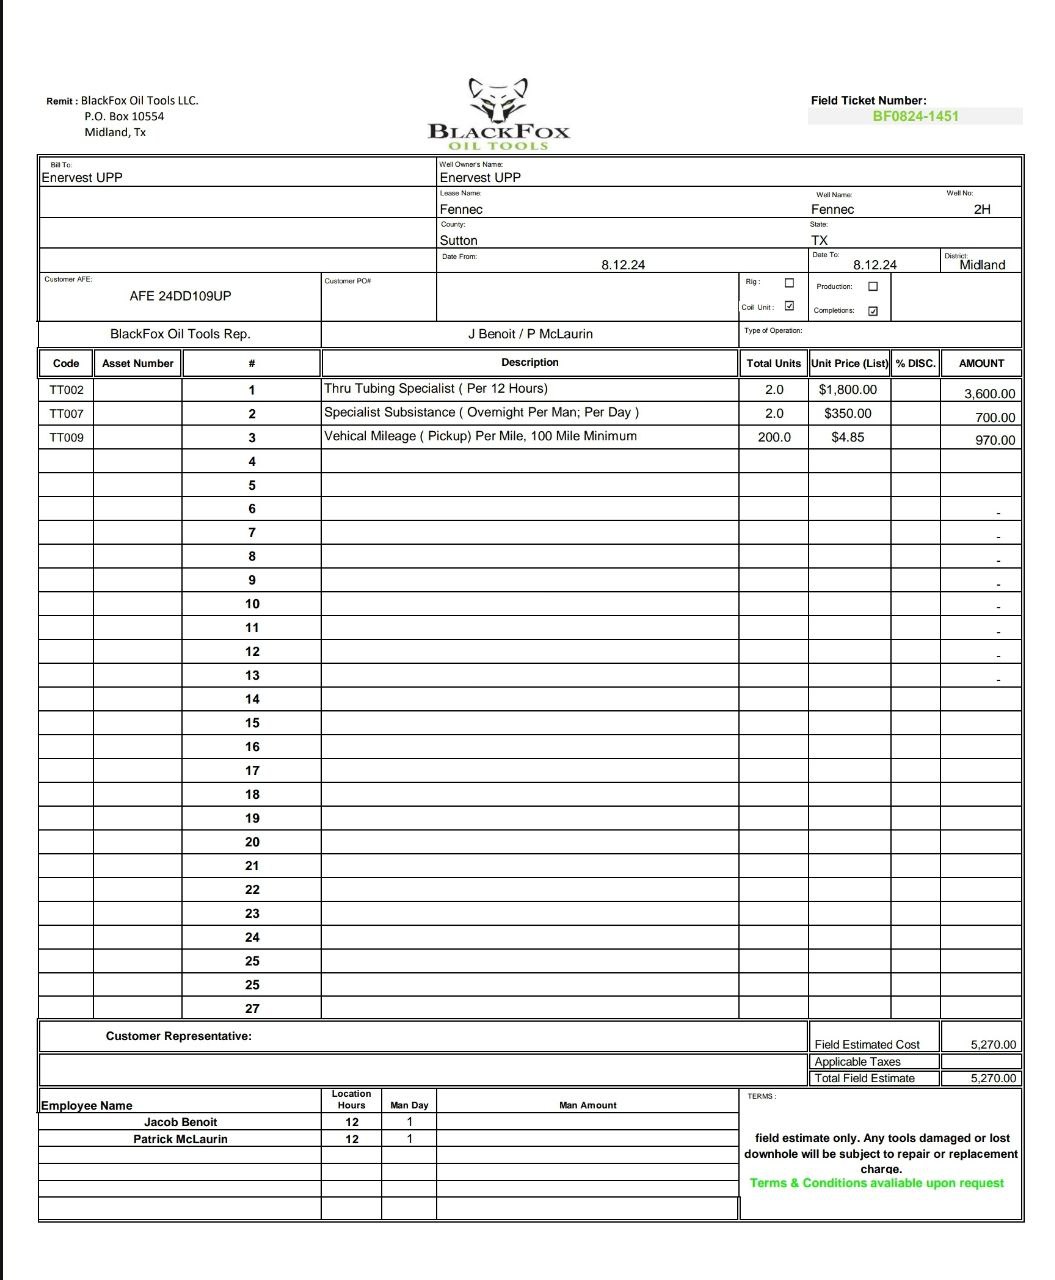 Remit : BlackFox Oil Tools LLC.
P.O. Box 10554
Midland, Tx
BLACKFOX
OIL TOOLS
Field Ticket Number:
BF0824-1451
Bill To:
Enervest UPP
Well Owner's Name:
Enervest UPP
Lease Name:
Fennec
Well Name:
Fennec
Well No:
2H
County:
Sutton
State:
TX
Date From:
8.12.24
Date To:
8.12.24
District:
Midland
Customer AFE:
AFE 24DD109UP
Customer PO#
Rig : ☐
Coil Unit : ☑
Production: ☐
Completions: ☑
BlackFox Oil Tools Rep.
J Benoit / P McLaurin
Type of Operation:
Code Asset Number # Description Total Units Unit Price (List) % DISC. AMOUNT
TT002 1 Thru Tubing Specialist ( Per 12 Hours) 2.0 $1,800.00 3,600.00
TT007 2 Specialist Subsistance ( Overnight Per Man; Per Day ) 2.0 $350.00 700.00
TT009 3 Vehical Mileage ( Pickup) Per Mile, 100 Mile Minimum 200.0 $4.85 970.00
4
5
6 -
7 -
8 -
9 -
10 -
11 -
12 -
13 -
14
15
16
17
18
19
20
21
22
23
24
25
25
27
Customer Representative:
Field Estimated Cost 5,270.00
Applicable Taxes
Total Field Estimate 5,270.00
Employee Name Location Hours Man Day Man Amount
Jacob Benoit 12 1
Patrick McLaurin 12 1
TERMS :
field estimate only. Any tools damaged or lost
downhole will be subject to repair or replacement
charge.
Terms & Conditions avaliable upon request